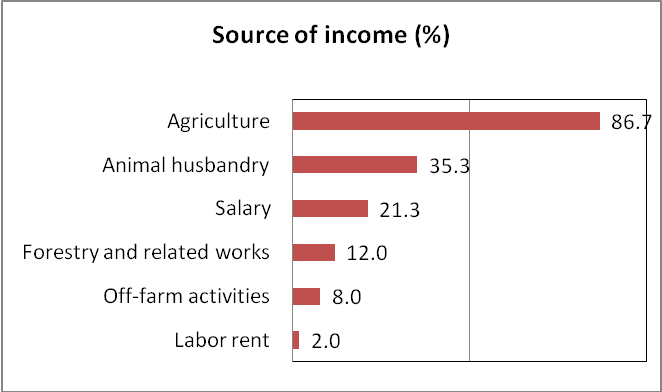 Source of income (%)
Agriculture 86.7
Animal husbandry 35.3
Salary 21.3
Forestry and related works 12.0
Off-farm activities 8.0
Labor rent 2.0